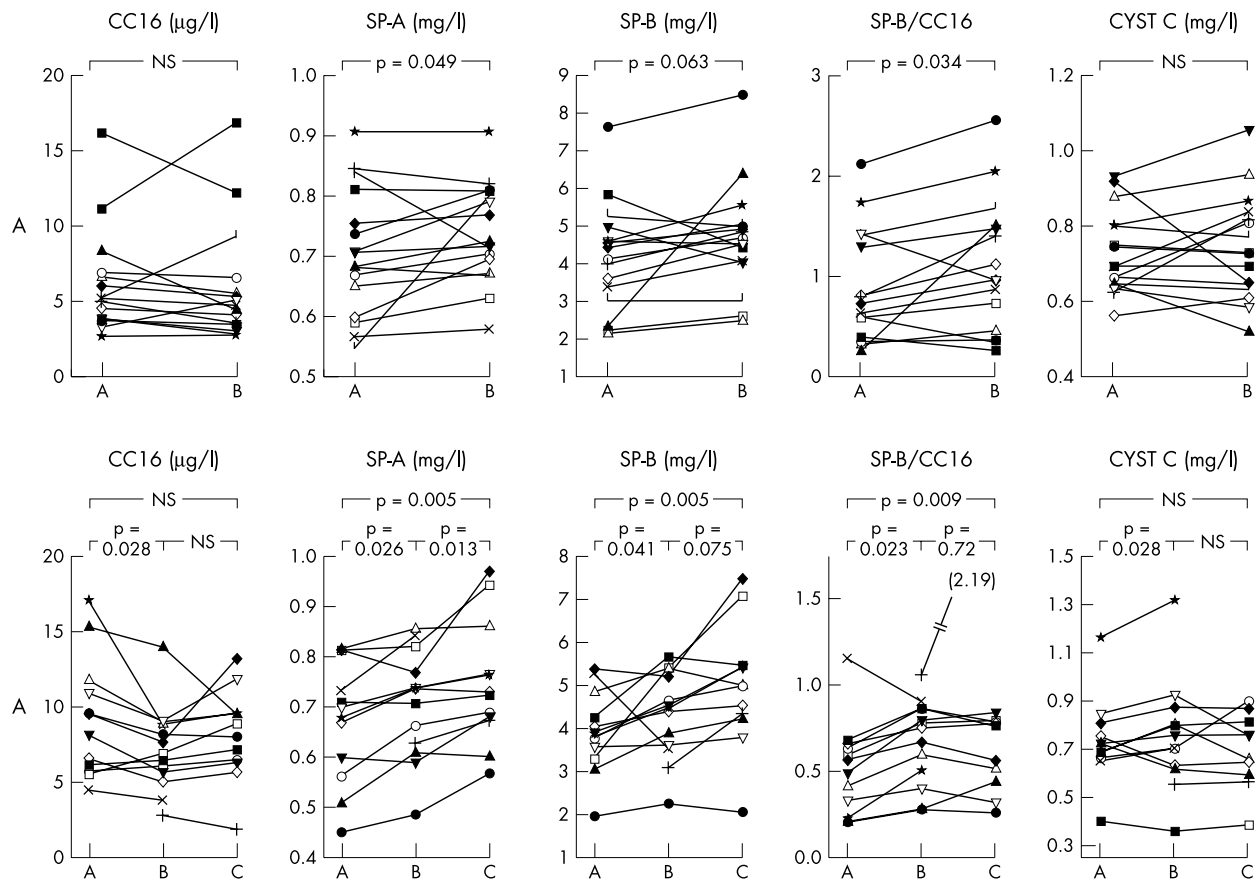 CC16 (µg/l) SP-A (mg/l) SP-B (mg/l) SP-B/CC16 CYST C (mg/l)
NS p = 0.049 p = 0.063 p = 0.034 NS
20 1.0 9 3 1.2
8
0.9 7 1.0
15
6 2
0.8
A 10 5 0.8
0.7 4
1
5 3 0.6
0.6
2
0 0.5 1 0 0.4
A B A B A B A B A B
CC16 (µg/l) SP-A (mg/l) SP-B (mg/l) SP-B/CC16 CYST C (mg/l)
NS p = 0.005 p = 0.005 p = 0.009 NS
p = 0.028 NS p = 0.026 p = 0.013 p = 0.041 p = 0.075 p = 0.023 p = 0.72 p = 0.028 NS
20 1.0 8 1.5
(2.19)
0.9 7 1.5 1.3
15
0.8 6 1.1
1.0
A 10 0.7 5 0.9
4
0.6 0.5 0.7
5 3
0.5 0.5
2
0 0.4 1 0.0 0.3
A B C A B C A B C A B C A B C